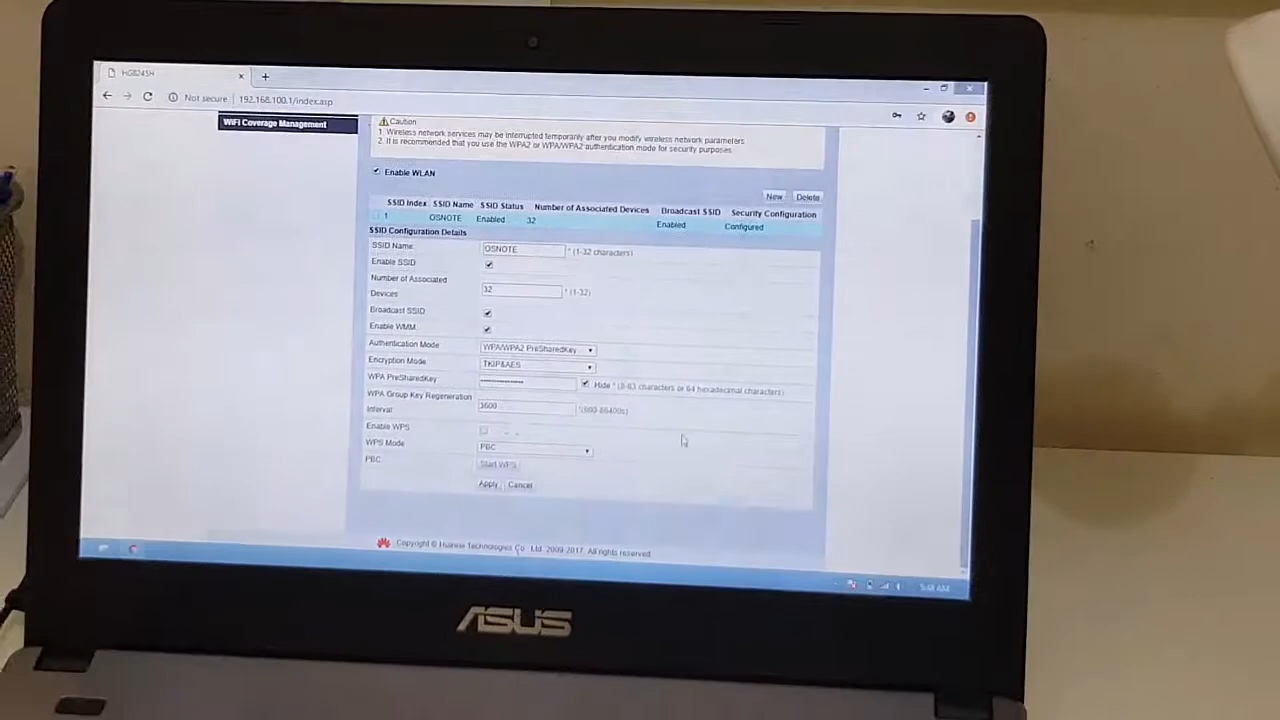 HG8245H
Not secure | 192.168.100.1/index.asp
WiFi Coverage Management
Caution
1. Wireless network services may be interrupted temporarily after you modify wireless network parameters.
2. It is recommended that you use the WPA2 or WPA/WPA2 authentication mode for security purposes.
Enable WLAN
New Delete
SSID Index SSID Name SSID Status Number of Associated Devices Broadcast SSID Security Configuration
1 OSNOTE Enabled 32 Enabled Configured
SSID Configuration Details
SSID Name: OSNOTE * (1-32 characters)
Enable SSID:
Number of Associated
Devices: 32 * (1-32)
Broadcast SSID:
Enable WMM:
Authentication Mode: WPA/WPA2 PreSharedKey
Encryption Mode: TKIP&AES
WPA PreSharedKey: Hide * (8-63 characters or 64 hexadecimal characters)
WPA Group Key Regeneration
Interval: 3600 *(600-86400s)
Enable WPS:
WPS Mode: PBC
PBC: Start WPS
Apply Cancel
Copyright © Huawei Technologies Co., Ltd. 2009-2017. All rights reserved.
5:48 AM
ASUS